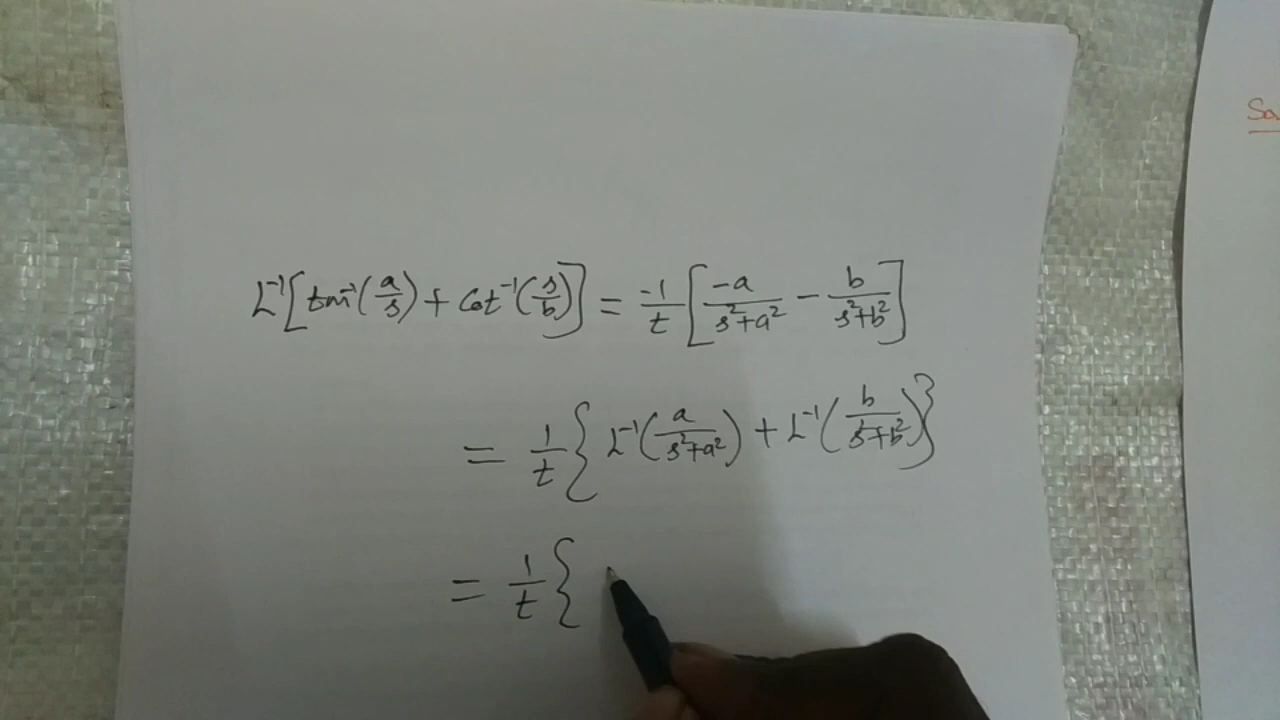 L⁻¹[tan⁻¹(a/s) + Cot⁻¹(s/b)] = -1/t [-a/(s²+a²) - b/(s²+b²)]
= 1/t { L⁻¹(a/(s²+a²)) + L⁻¹(b/(s²+b²)) }
= 1/t {